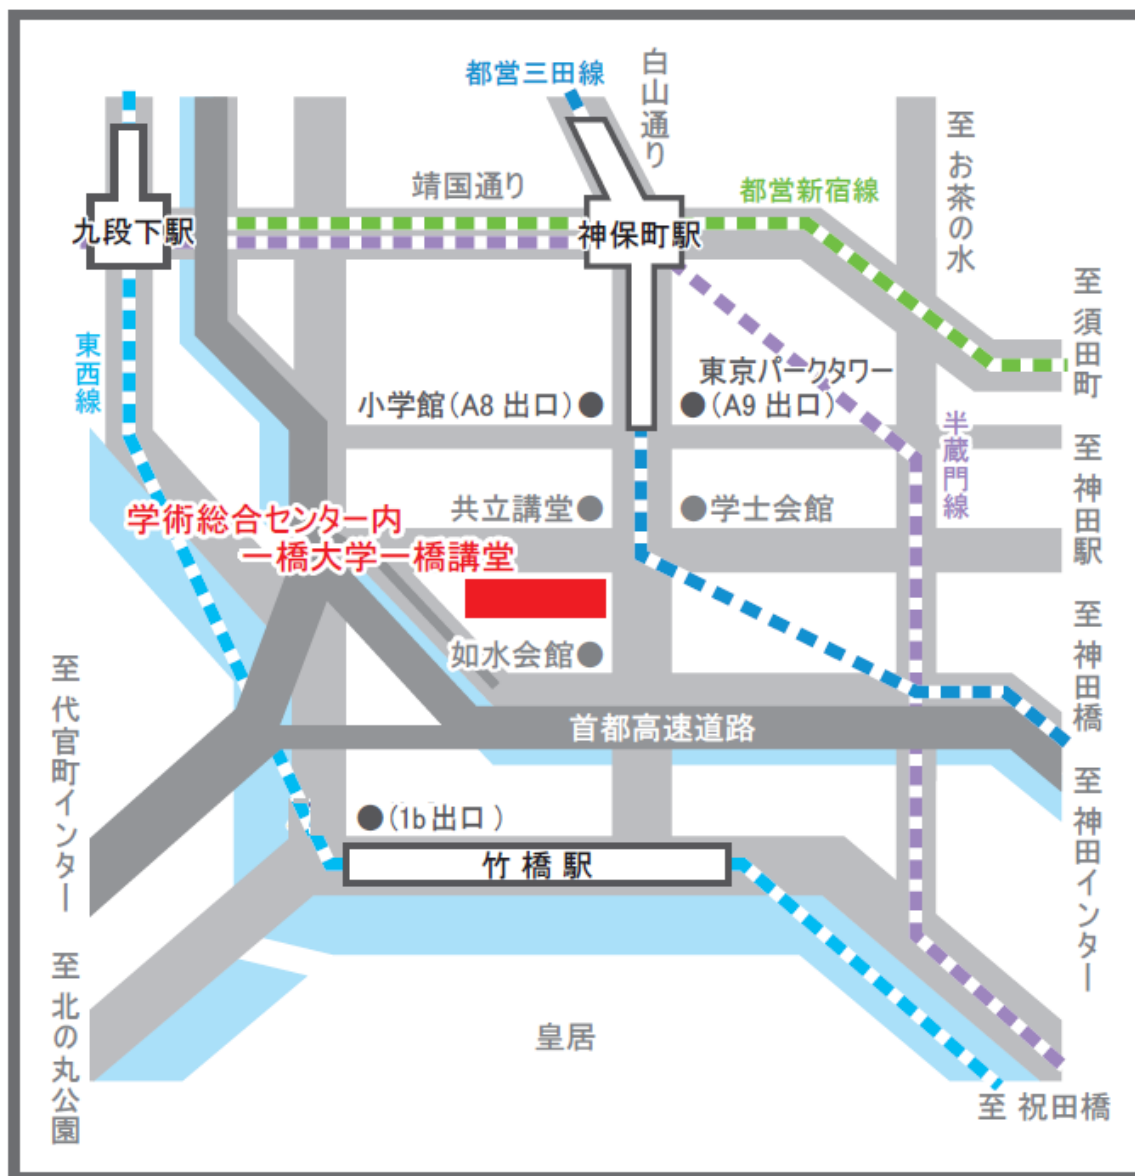 都営三田線
白山通り
至 お茶の水
靖国通り
都営新宿線
九段下駅
神保町駅
至 須田町
東西線
東京パークタワー
小学館（A8 出口）●
●（A9 出口）
半蔵門線
至 神田駅
共立講堂●
●学士会館
学術総合センター内
一橋大学一橋講堂
如水会館●
至 神田橋
至 代官町インター
首都高速道路
至 神田インター
●（1b 出口）
竹橋駅
至 北の丸公園
皇居
至 祝田橋